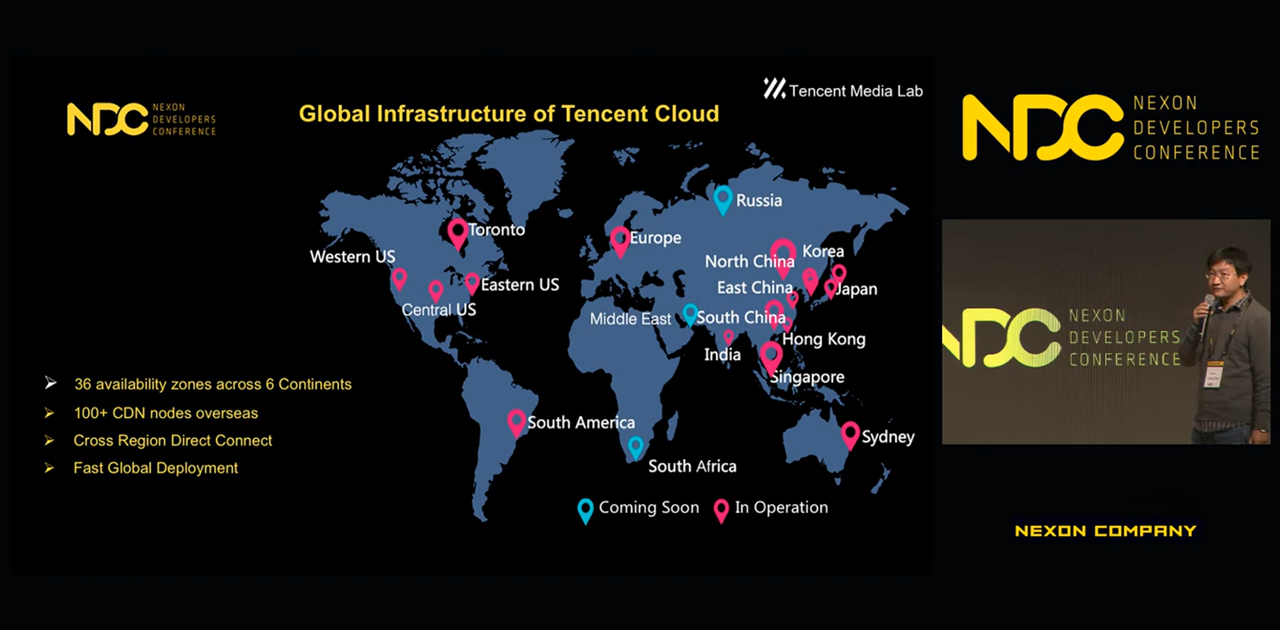 NDC NEXON
DEVELOPERS
CONFERENCE
Tencent Media Lab
Global Infrastructure of Tencent Cloud
Russia
Toronto
Europe
Western US
Korea
North China
Eastern US
East China
Japan
Central US
Middle East
South China
Hong Kong
India
Singapore
36 availability zones across 6 Continents
100+ CDN nodes overseas
Cross Region Direct Connect
Fast Global Deployment
South America
Sydney
South Africa
Coming Soon
In Operation
NDC NEXON
DEVELOPERS
CONFERENCE
NDC NEXON
DEVELOPERS
CONFERENCE
NEXON COMPANY